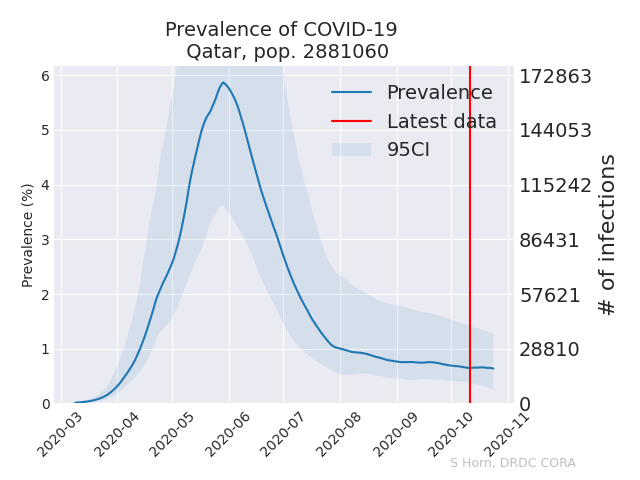 Prevalence of COVID-19
Qatar, pop. 2881060
Prevalence (%)
6
5
4
3
2
1
0
172863
144053
115242
86431
57621
28810
0
# of infections
Prevalence
Latest data
95CI
2020-03
2020-04
2020-05
2020-06
2020-07
2020-08
2020-09
2020-10
2020-11
S Horn, DRDC CORA